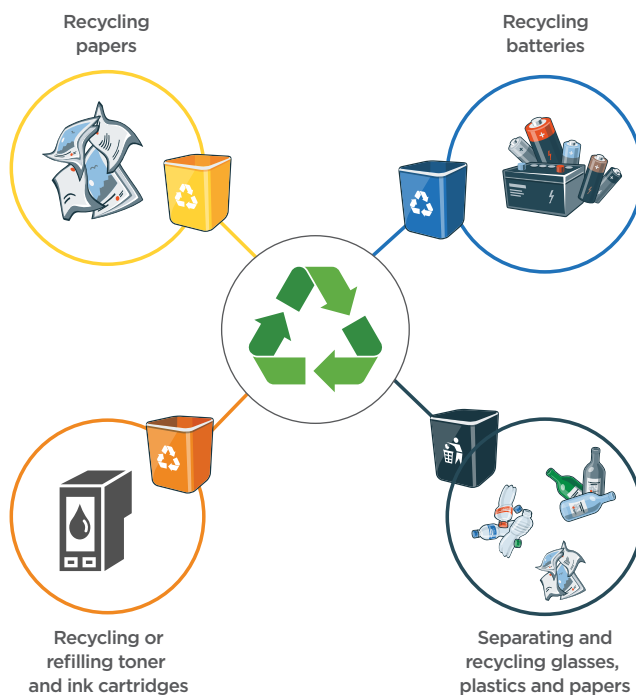 Recycling
papers
Recycling
batteries
Recycling or
refilling toner
and ink cartridges
Separating and
recycling glasses,
plastics and papers